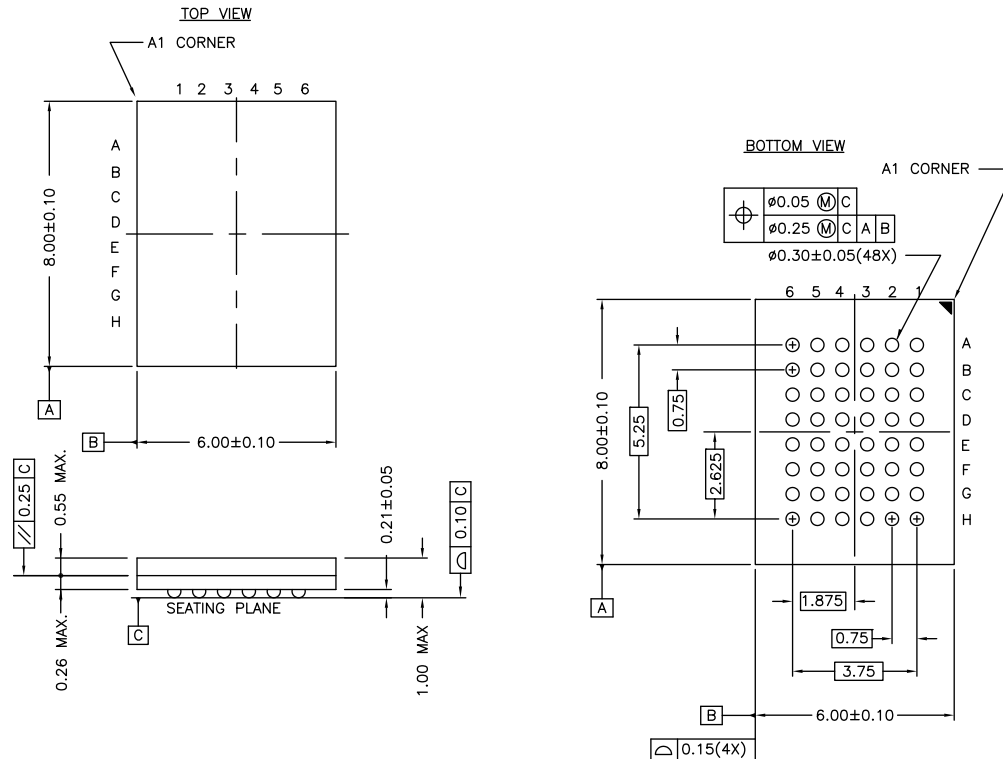 TOP VIEW
A1 CORNER
1 2 3 4 5 6
A
B
C
D
E
F
G
H
8.00±0.10
A
B
6.00±0.10
// 0.25 C
0.55 MAX.
0.21±0.05
⌓ 0.10 C
SEATING PLANE
C
0.26 MAX.
1.00 MAX
BOTTOM VIEW
A1 CORNER
⌖ ø0.05 Ⓜ C
ø0.25 Ⓜ C A B
ø0.30±0.05(48X)
6 5 4 3 2 1
A
B
C
D
E
F
G
H
8.00±0.10
5.25
0.75
2.625
A
1.875
0.75
3.75
B
6.00±0.10
⌓ 0.15(4X)